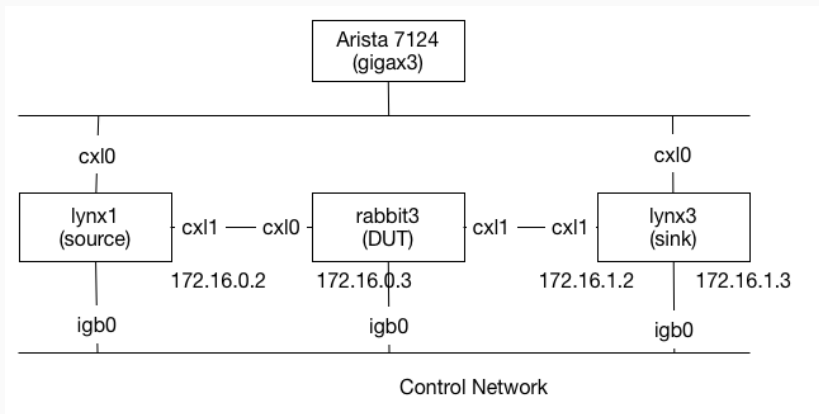 Arista 7124
(gigax3)
cxl0
cxl0
lynx1
(source)
cxl1
cxl0
rabbit3
(DUT)
cxl1
cxl1
lynx3
(sink)
172.16.0.2
172.16.0.3
172.16.1.2
172.16.1.3
igb0
igb0
igb0
Control Network